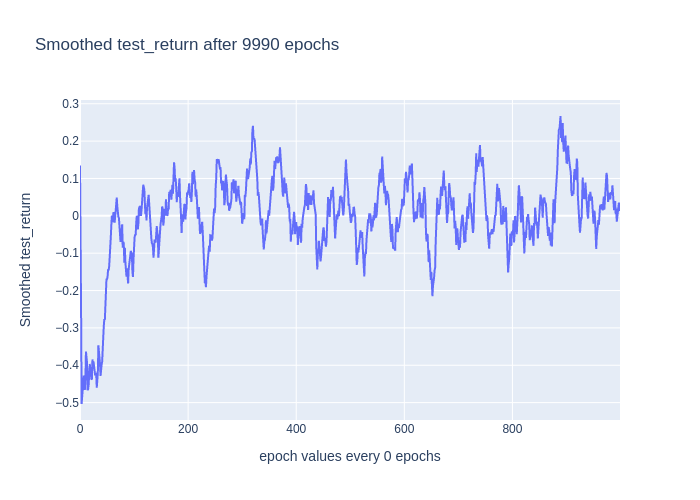 Smoothed test_return after 9990 epochs
0.3
0.2
0.1
0
−0.1
−0.2
−0.3
−0.4
−0.5
Smoothed test_return
0 200 400 600 800
epoch values every 0 epochs